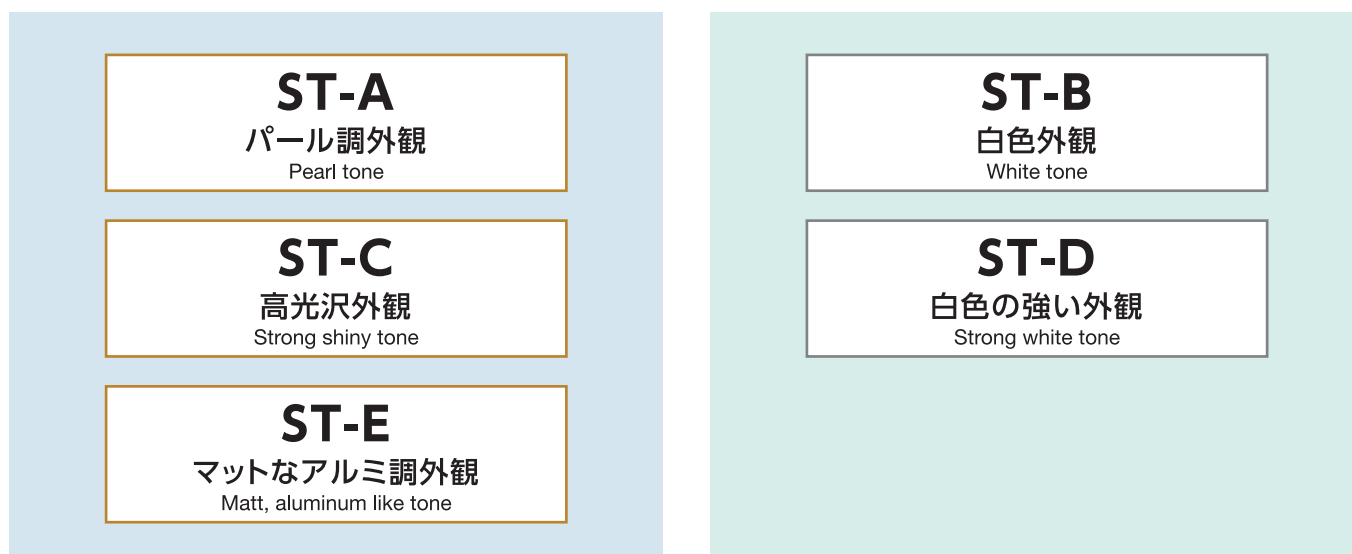 ST-A
パール調外観
Pearl tone
ST-C
高光沢外観
Strong shiny tone
ST-E
マットなアルミ調外観
Matt, aluminum like tone
ST-B
白色外観
White tone
ST-D
白色の強い外観
Strong white tone